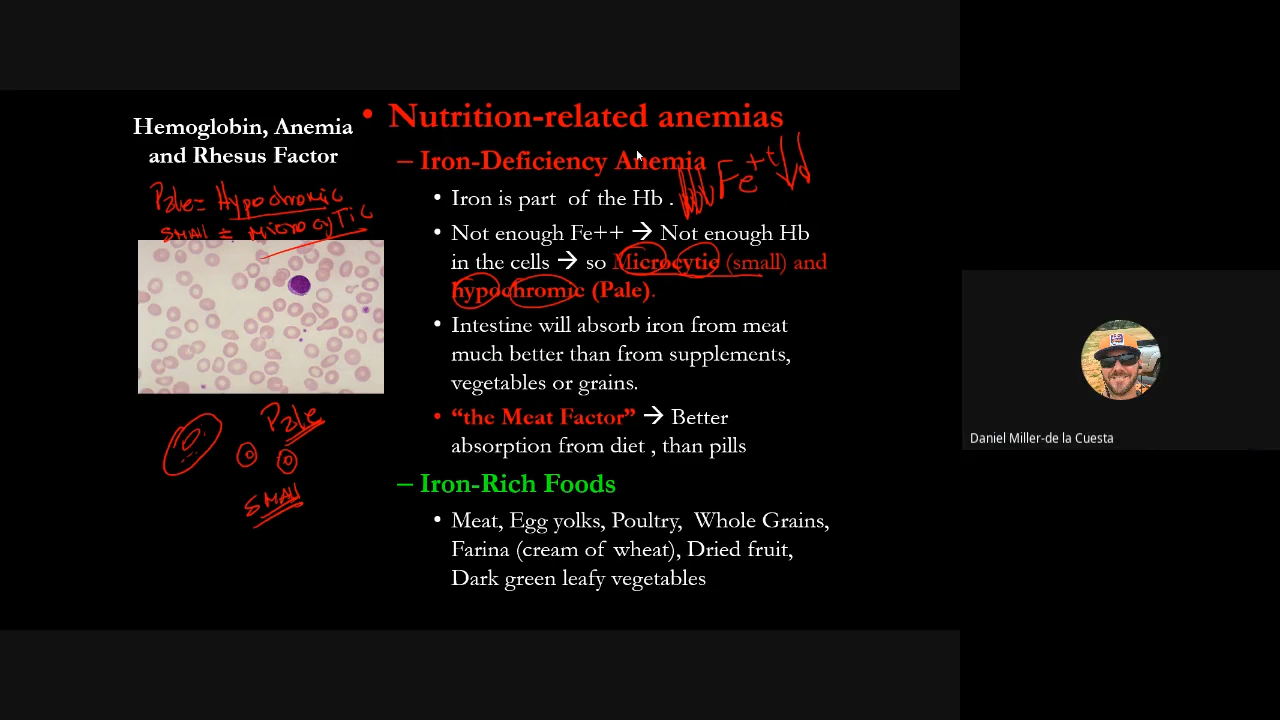 Hemoglobin, Anemia
and Rhesus Factor
Pale = Hypochromic
SMALL = MicrocyTic
Pale
SMALL
• Nutrition-related anemias
– Iron-Deficiency Anemia
Fe++
• Iron is part of the Hb .
• Not enough Fe++ → Not enough Hb
in the cells → so Microcytic (small) and
hypochromic (Pale).
• Intestine will absorb iron from meat
much better than from supplements,
vegetables or grains.
• “the Meat Factor” → Better
absorption from diet , than pills
– Iron-Rich Foods
• Meat, Egg yolks, Poultry, Whole Grains,
Farina (cream of wheat), Dried fruit,
Dark green leafy vegetables
Daniel Miller-de la Cuesta